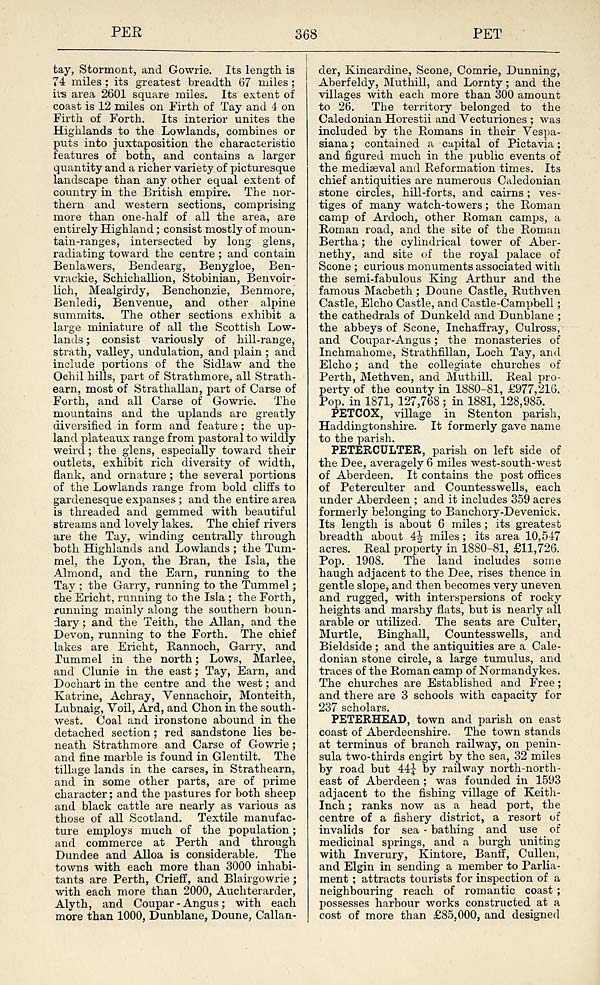 PER
368
PET
tay, Stormont, and Gowrie. Its length is
74 miles; its greatest breadth 67 miles;
its area 2601 square miles. Its extent of
coast is 12 miles on Firth of Tay and 4 on
Firth of Forth. Its interior unites the
Highlands to the Lowlands, combines or
puts into juxtaposition the characteristic
features of both, and contains a larger
quantity and a richer variety of picturesque
landscape than any other equal extent of
country in the British empire. The nor-
thern and western sections, comprising
more than one-half of all the area, are
entirely Highland; consist mostly of moun-
tain-ranges, intersected by long glens,
radiating toward the centre; and contain
Benlawers, Bendearg, Benygloe, Ben-
vrackie, Schichallion, Stobinian, Benvoir-
lich, Mealgirdy, Benchonzie, Benmore,
Benledi, Benvenue, and other alpine
summits. The other sections exhibit a
large miniature of all the Scottish Low-
lands; consist variously of hill-range,
strath, valley, undulation, and plain; and
include portions of the Sidlaw and the
Ochil hills, part of Strathmore, all Strath-
earn, most of Strathallan, part of Carse of
Forth, and all Carse of Gowrie. The
mountains and the uplands are greatly
diversified in form and feature; the up-
land plateaux range from pastoral to wildly
weird; the glens, especially toward their
outlets, exhibit rich diversity of width,
flank, and ornature; the several portions
of the Lowlands range from bold cliffs to
gardenesque expanses; and the entire area
is threaded and gemmed with beautiful
streams and lovely lakes. The chief rivers
are the Tay, winding centrally through
both Highlands and Lowlands; the Tum-
mel, the Lyon, the Bran, the Isla, the
Almond, and the Earn, running to the
Tay; the Garry, running to the Tummel;
the Ericht, running to the Isla; the Forth,
running mainly along the southern boun-
dary; and the Teith, the Allan, and the
Devon, running to the Forth. The chief
lakes are Ericht, Rannoch, Garry, and
Tummel in the north; Lows, Marlee,
and Clunie in the east; Tay, Earn, and
Dochart in the centre and the west; and
Katrine, Achray, Vennachoir, Monteith,
Lubnaig, Voil, Ard, and Chon in the south-
west. Coal and ironstone abound in the
detached section; red sandstone lies be-
neath Strathmore and Carse of Gowrie;
and fine marble is found in Glentilt. The
tillage lands in the carses, in Strathearn,
and in some other parts, are of prime
character; and the pastures for both sheep
and black cattle are nearly as various as
those of all Scotland. Textile manufac-
ture employs much of the population;
and commerce at Perth and through
Dundee and Alloa is considerable. The
towns with each more than 3000 inhabi-
tants are Perth, Crieff, and Blairgowrie;
with each more than 2000, Auchterarder,
Alyth, and Coupar-Angus; with each
more than 1000, Dunblane, Doune, Callan-
der, Kincardine, Scone, Comrie, Dunning,
Aberfeldy, Muthill, and Lornty; and the
villages with each more than 300 amount
to 26. The territory belonged to the
Caledonian Horestii and Vecturiones; was
included by the Romans in their Vespa-
siana; contained a capital of Pictavia;
and figured much in the public events of
the mediæval and Reformation times. Its
chief antiquities are numerous Caledonian
stone circles, hill-forts, and cairns; ves-
tiges of many watch-towers; the Roman
camp of Ardoch, other Roman camps, a
Roman road, and the site of the Roman
Bertha; the cylindrical tower of Aber-
nethy, and site of the royal palace of
Scone; curious monuments associated with
the semi-fabulous King Arthur and the
famous Macbeth; Doune Castle, Ruthven
Castle, Elcho Castle, and Castle-Campbell;
the cathedrals of Dunkeld and Dunblane;
the abbeys of Scone, Inchaffray, Culross,
and Coupar-Angus; the monasteries of
Inchmahome, Strathfillan, Loch Tay, and
Elcho; and the collegiate churches of
Perth, Methven, and Muthill. Real pro-
perty of the county in 1880-81, £977,216.
Pop. in 1871, 127,768; in 1881, 128,985.
PETCOX, village in Stenton parish,
Haddingtonshire. It formerly gave name
to the parish.
PETERCULTER, parish on left side of
the Dee, averagely 6 miles west-south-west
of Aberdeen. It contains the post offices
of Peterculter and Countesswells, each
under Aberdeen; and it includes 359 acres
formerly belonging to Banchory-Devenick.
Its length is about 6 miles; its greatest
breadth about 4½ miles; its area 10,547
acres. Real property in 1880-81, £11,726.
Pop. 1908. The land includes some
haugh adjacent to the Dee, rises thence in
gentle slope, and then becomes very uneven
and rugged, with interspersions of rocky
heights and marshy flats, but is nearly all
arable or utilized. The seats are Culter,
Murtle, Binghall, Countesswells, and
Bieldside; and the antiquities are a Cale-
donian stone circle, a large tumulus, and
traces of the Roman camp of Normandykes.
The churches are Established and Free;
and there are 3 schools with capacity for
237 scholars.
PETERHEAD, town and parish on east
coast of Aberdeenshire. The town stands
at terminus of branch railway, on penin-
sula two-thirds engirt by the sea, 32 miles
by road but 44¼ by railway north-north-
east of Aberdeen; was founded in 1593
adjacent to the fishing village of Keith-
Inch; ranks now as a head port, the
centre of a fishery district, a resort of
invalids for sea-bathing and use of
medicinal springs, and a burgh uniting
with Inverury, Kintore, Banff, Cullen,
and Elgin in sending a member to Parlia-
ment; attracts tourists for inspection of a
neighbouring reach of romantic coast;
possesses harbour works constructed at a
cost of more than £85,000, and designed